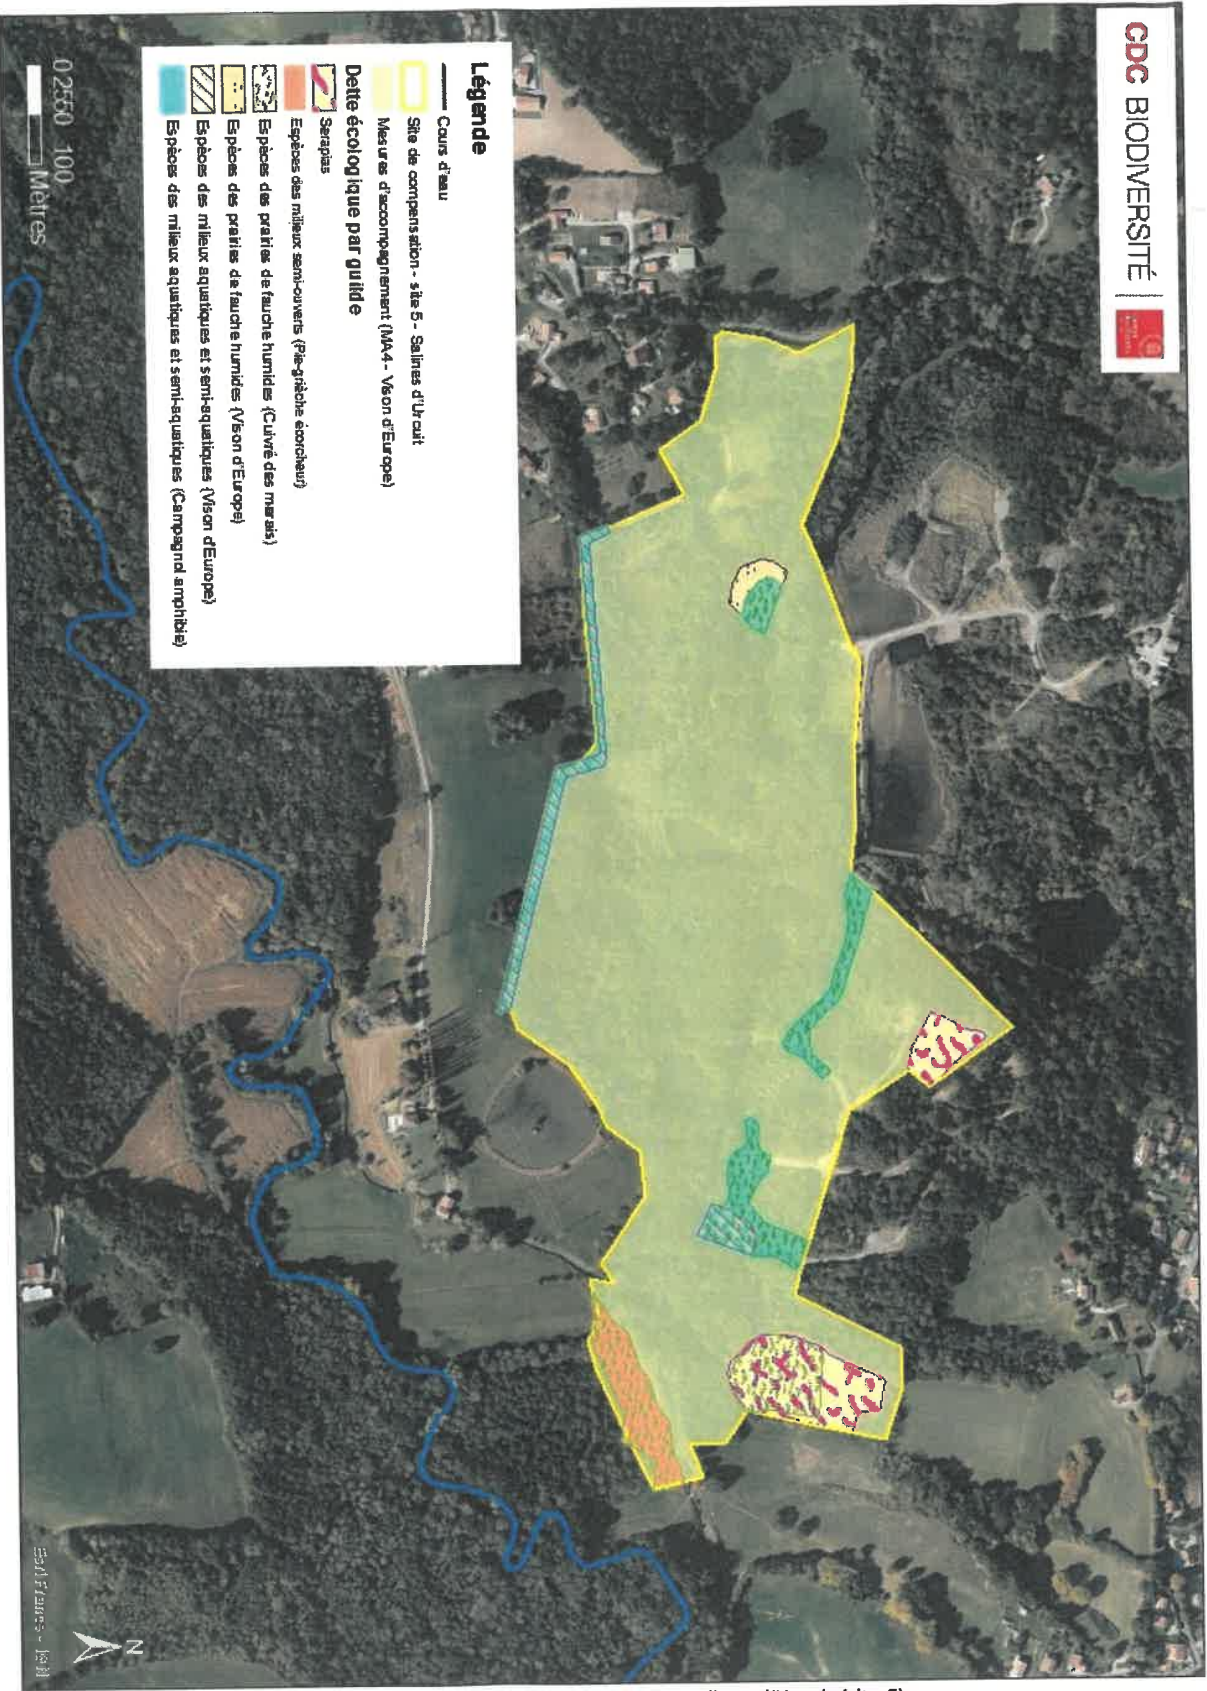 CDC BIODIVERSITÉ
Légende
Cours d'eau
Site de compensation - site 5 - Salines d'Urcuit
Mesures d'accompagnement (MA4 - Vison d'Europe)
Dette écologique par guilde
Serapias
Espèces des milieux semi-ouverts (Pie-grièche écorcheur)
Espèces des prairies de fauche humides (Cuivré des marais)
Espèces des prairies de fauche humides (Vison d'Europe)
Espèces des milieux aquatiques et semi-aquatiques (Vison d'Europe)
Espèces des milieux aquatiques et semi-aquatiques (Campagnol amphibie)
0 25 50 100
Mètres
N
Esri France - IGN